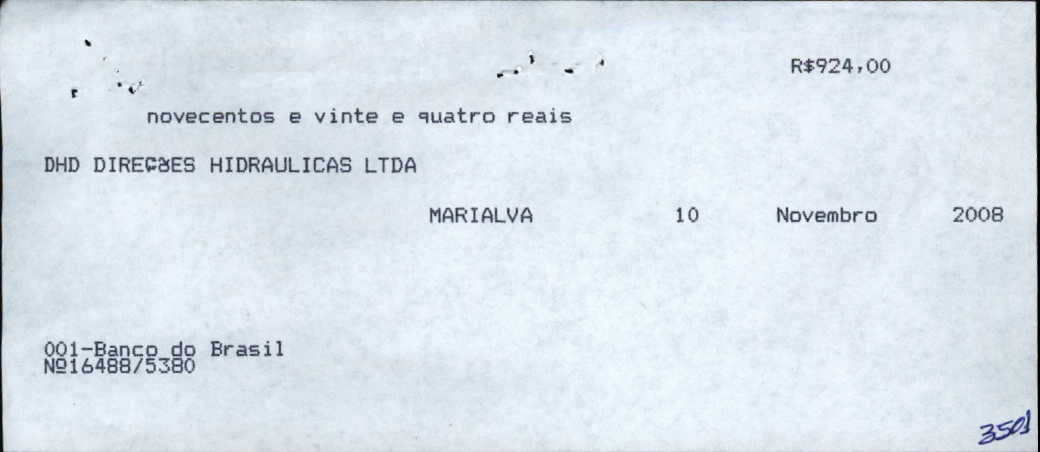 R$924,00
novecentos e vinte e quatro reais
DHD DIREÇÕES HIDRAULICAS LTDA
MARIALVA 10 Novembro 2008
001-Banco do Brasil
Nº16488/5380
3501